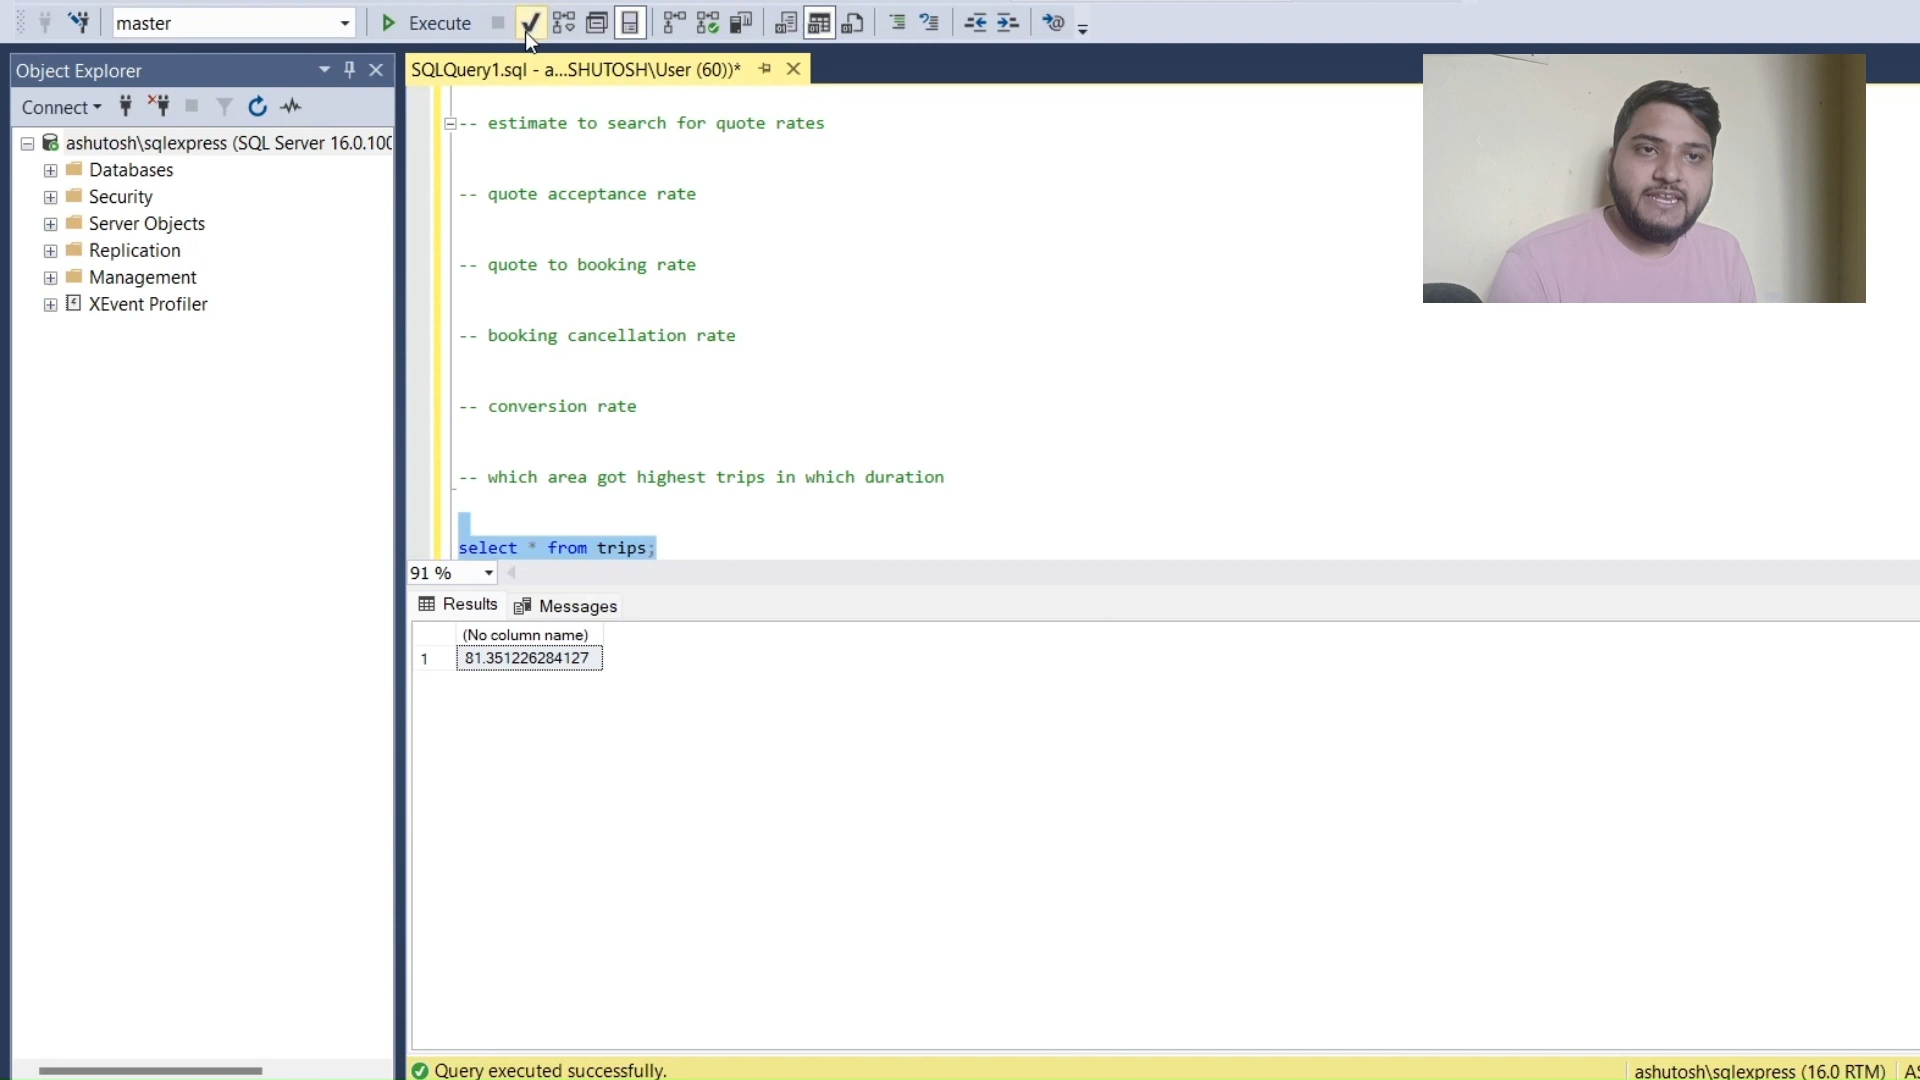 master
Execute
Object Explorer
SQLQuery1.sql - a...SHUTOSH\User (60))*
Connect
ashutosh\sqlexpress (SQL Server 16.0.100
Databases
Security
Server Objects
Replication
Management
XEvent Profiler
-- estimate to search for quote rates
-- quote acceptance rate
-- quote to booking rate
-- booking cancellation rate
-- conversion rate
-- which area got highest trips in which duration
select * from trips;
91 %
Results
Messages
(No column name)
1
81.351226284127
Query executed successfully.
ashutosh\sqlexpress (16.0 RTM)
AS